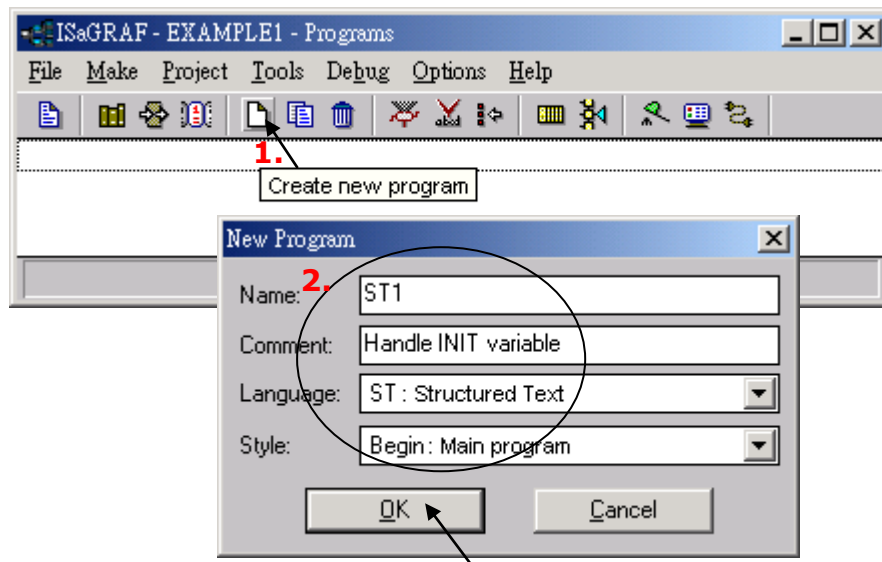 ISaGRAF - EXAMPLE1 - Programs
File Make Project Tools Debug Options Help
1.
Create new program
New Program
2.
Name: ST1
Comment: Handle INIT variable
Language: ST : Structured Text
Style: Begin : Main program
OK Cancel